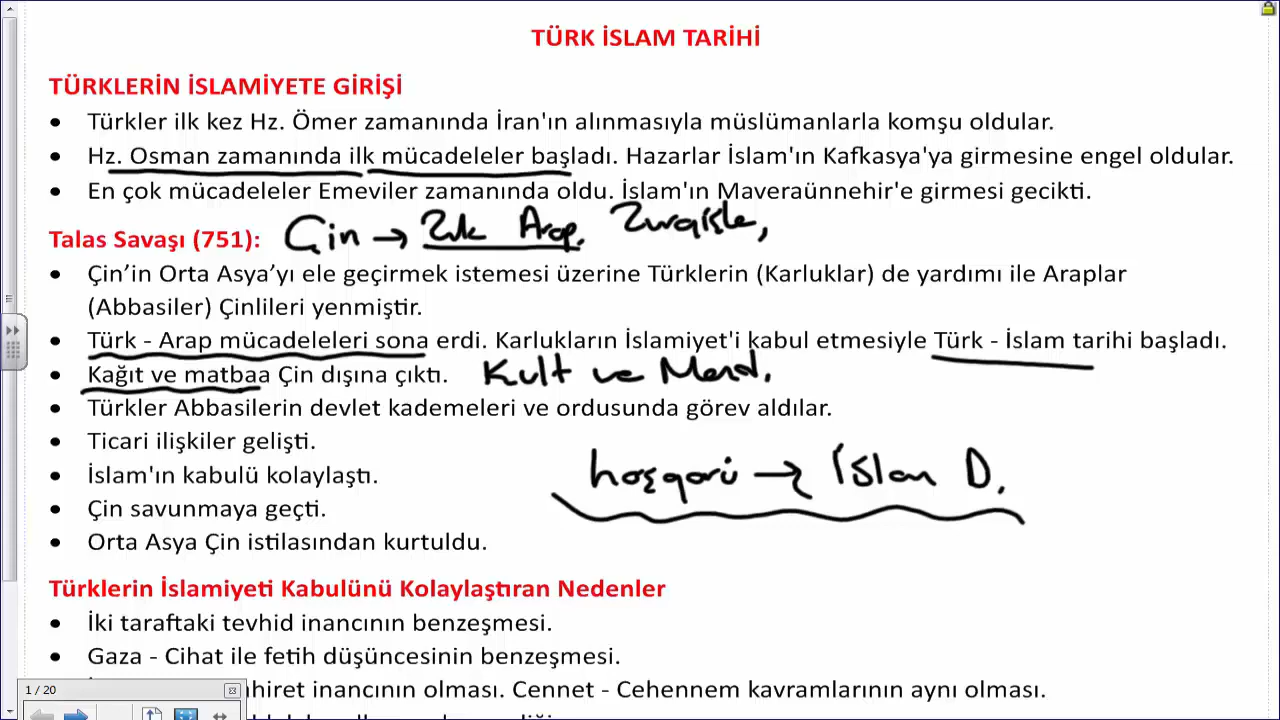 TÜRK İSLAM TARİHİ
TÜRKLERİN İSLAMİYETE GİRİŞİ
• Türkler ilk kez Hz. Ömer zamanında İran'ın alınmasıyla müslümanlarla komşu oldular.
• Hz. Osman zamanında ilk mücadeleler başladı. Hazarlar İslam'ın Kafkasya'ya girmesine engel oldular.
• En çok mücadeleler Emeviler zamanında oldu. İslam'ın Maveraünnehir'e girmesi gecikti.
Talas Savaşı (751): Çin → Arap.
• Çin’in Orta Asya’yı ele geçirmek istemesi üzerine Türklerin (Karluklar) de yardımı ile Araplar
(Abbasiler) Çinlileri yenmiştir.
• Türk - Arap mücadeleleri sona erdi. Karlukların İslamiyet'i kabul etmesiyle Türk - İslam tarihi başladı.
• Kağıt ve matbaa Çin dışına çıktı. Kult ve Med.
• Türkler Abbasilerin devlet kademeleri ve ordusunda görev aldılar.
• Ticari ilişkiler gelişti.
• İslam'ın kabulü kolaylaştı.
hoşgörü → İslam D.
• Çin savunmaya geçti.
• Orta Asya Çin istilasından kurtuldu.
Türklerin İslamiyeti Kabulünü Kolaylaştıran Nedenler
• İki taraftaki tevhid inancının benzeşmesi.
• Gaza - Cihat ile fetih düşüncesinin benzeşmesi.
inancının olması. Cennet - Cehennem kavramlarının aynı olması.
1 / 20